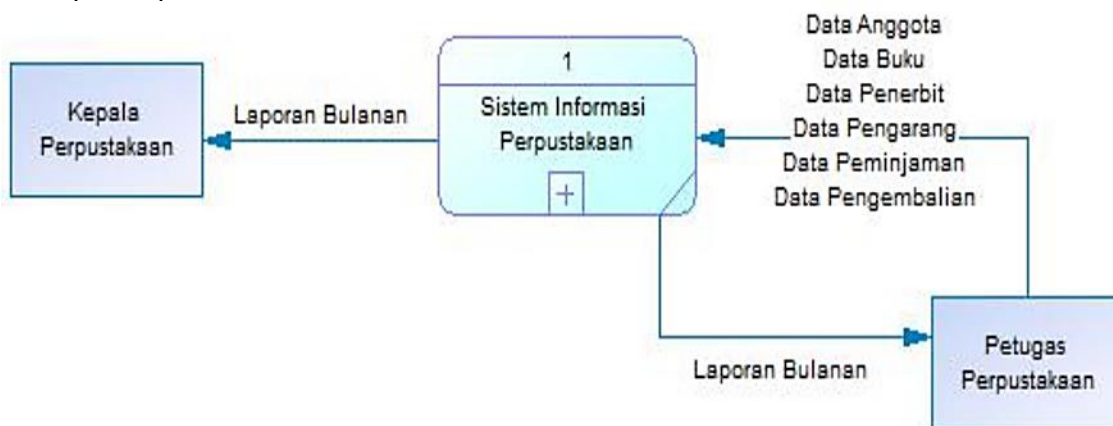 Kepala
Perpustakaan
Laporan Bulanan
1
Sistem Informasi
Perpustakaan
Data Anggota
Data Buku
Data Penerbit
Data Pengarang
Data Peminjaman
Data Pengembalian
Laporan Bulanan
Petugas
Perpustakaan